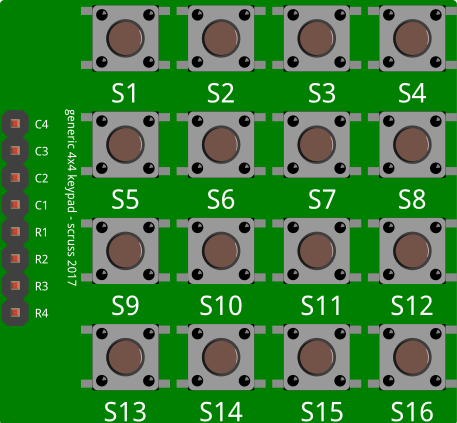 S1 S2 S3 S4
C4
C3
C2
C1
R1
R2
R3
R4
generic 4x4 keypad - scruss 2017
S5 S6 S7 S8
S9 S10 S11 S12
S13 S14 S15 S16